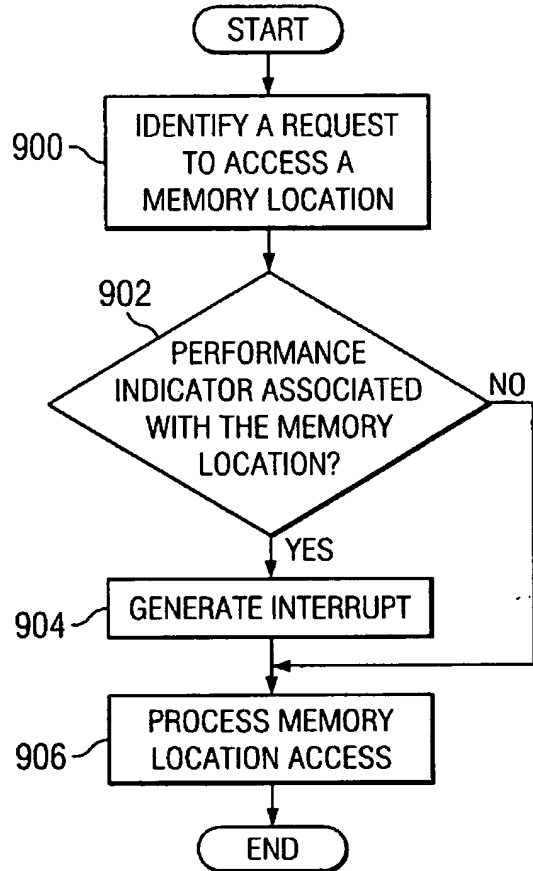 START
900
IDENTIFY A REQUEST
TO ACCESS A
MEMORY LOCATION
902
PERFORMANCE
INDICATOR ASSOCIATED
WITH THE MEMORY
LOCATION?
NO
YES
904
GENERATE INTERRUPT
906
PROCESS MEMORY
LOCATION ACCESS
END